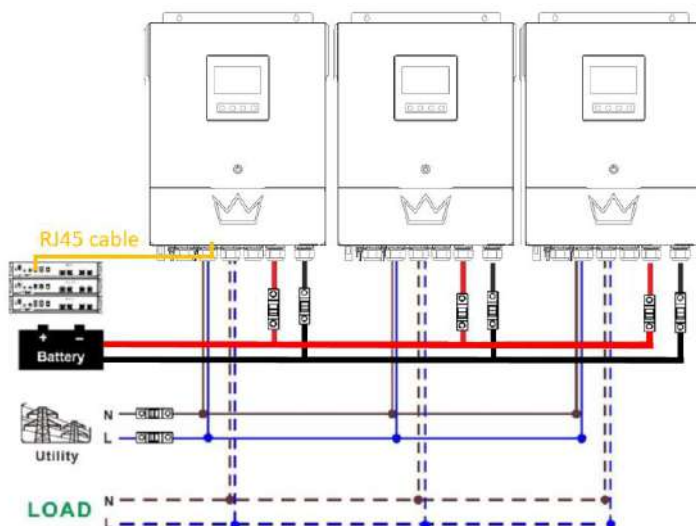 RJ45 cable
+ −
Battery
N
L
Utility
LOAD
N
L